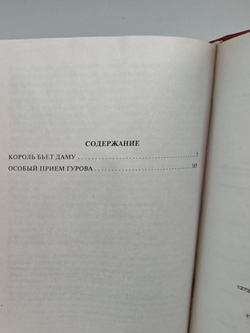 СОДЕРЖАНИЕ
КОРОЛЬ БЬЕТ ДАМУ
ОСОБЫЙ ПРИЕМ ГУРОВА